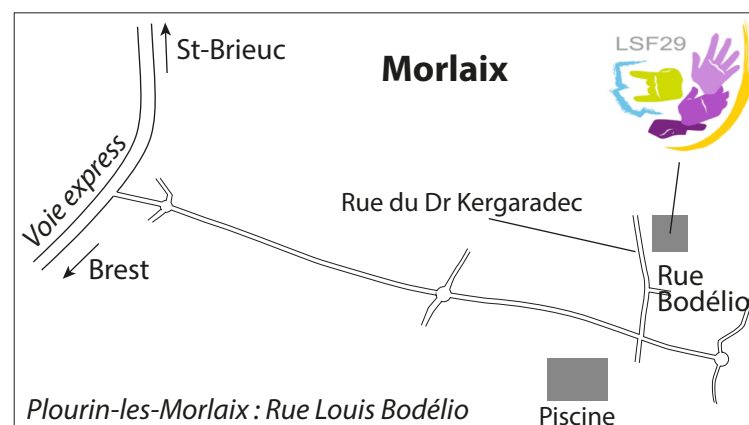 St-Brieuc
Morlaix
LSF29
Voie express
Rue du Dr Kergaradec
Brest
Rue
Bodélio
Plourin-les-Morlaix : Rue Louis Bodélio
Piscine